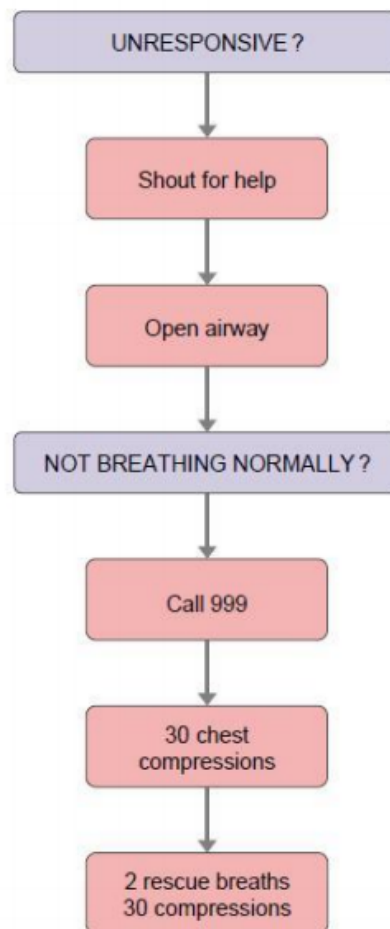 UNRESPONSIVE ?
Shout for help
Open airway
NOT BREATHING NORMALLY ?
Call 999
30 chest
compressions
2 rescue breaths
30 compressions